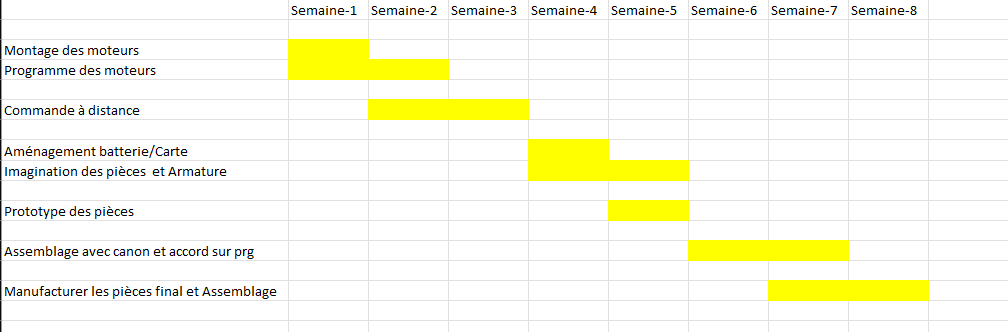 Semaine-1 Semaine-2 Semaine-3 Semaine-4 Semaine-5 Semaine-6 Semaine-7 Semaine-8
Montage des moteurs
Programme des moteurs
Commande à distance
Aménagement batterie/Carte
Imagination des pièces et Armature
Prototype des pièces
Assemblage avec canon et accord sur prg
Manufacturer les pièces final et Assemblage